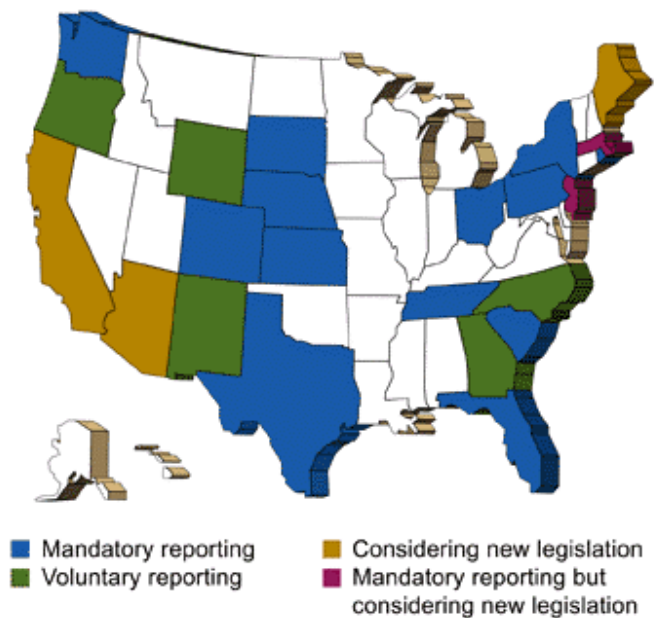 Mandatory reporting
Voluntary reporting
Considering new legislation
Mandatory reporting but
considering new legislation